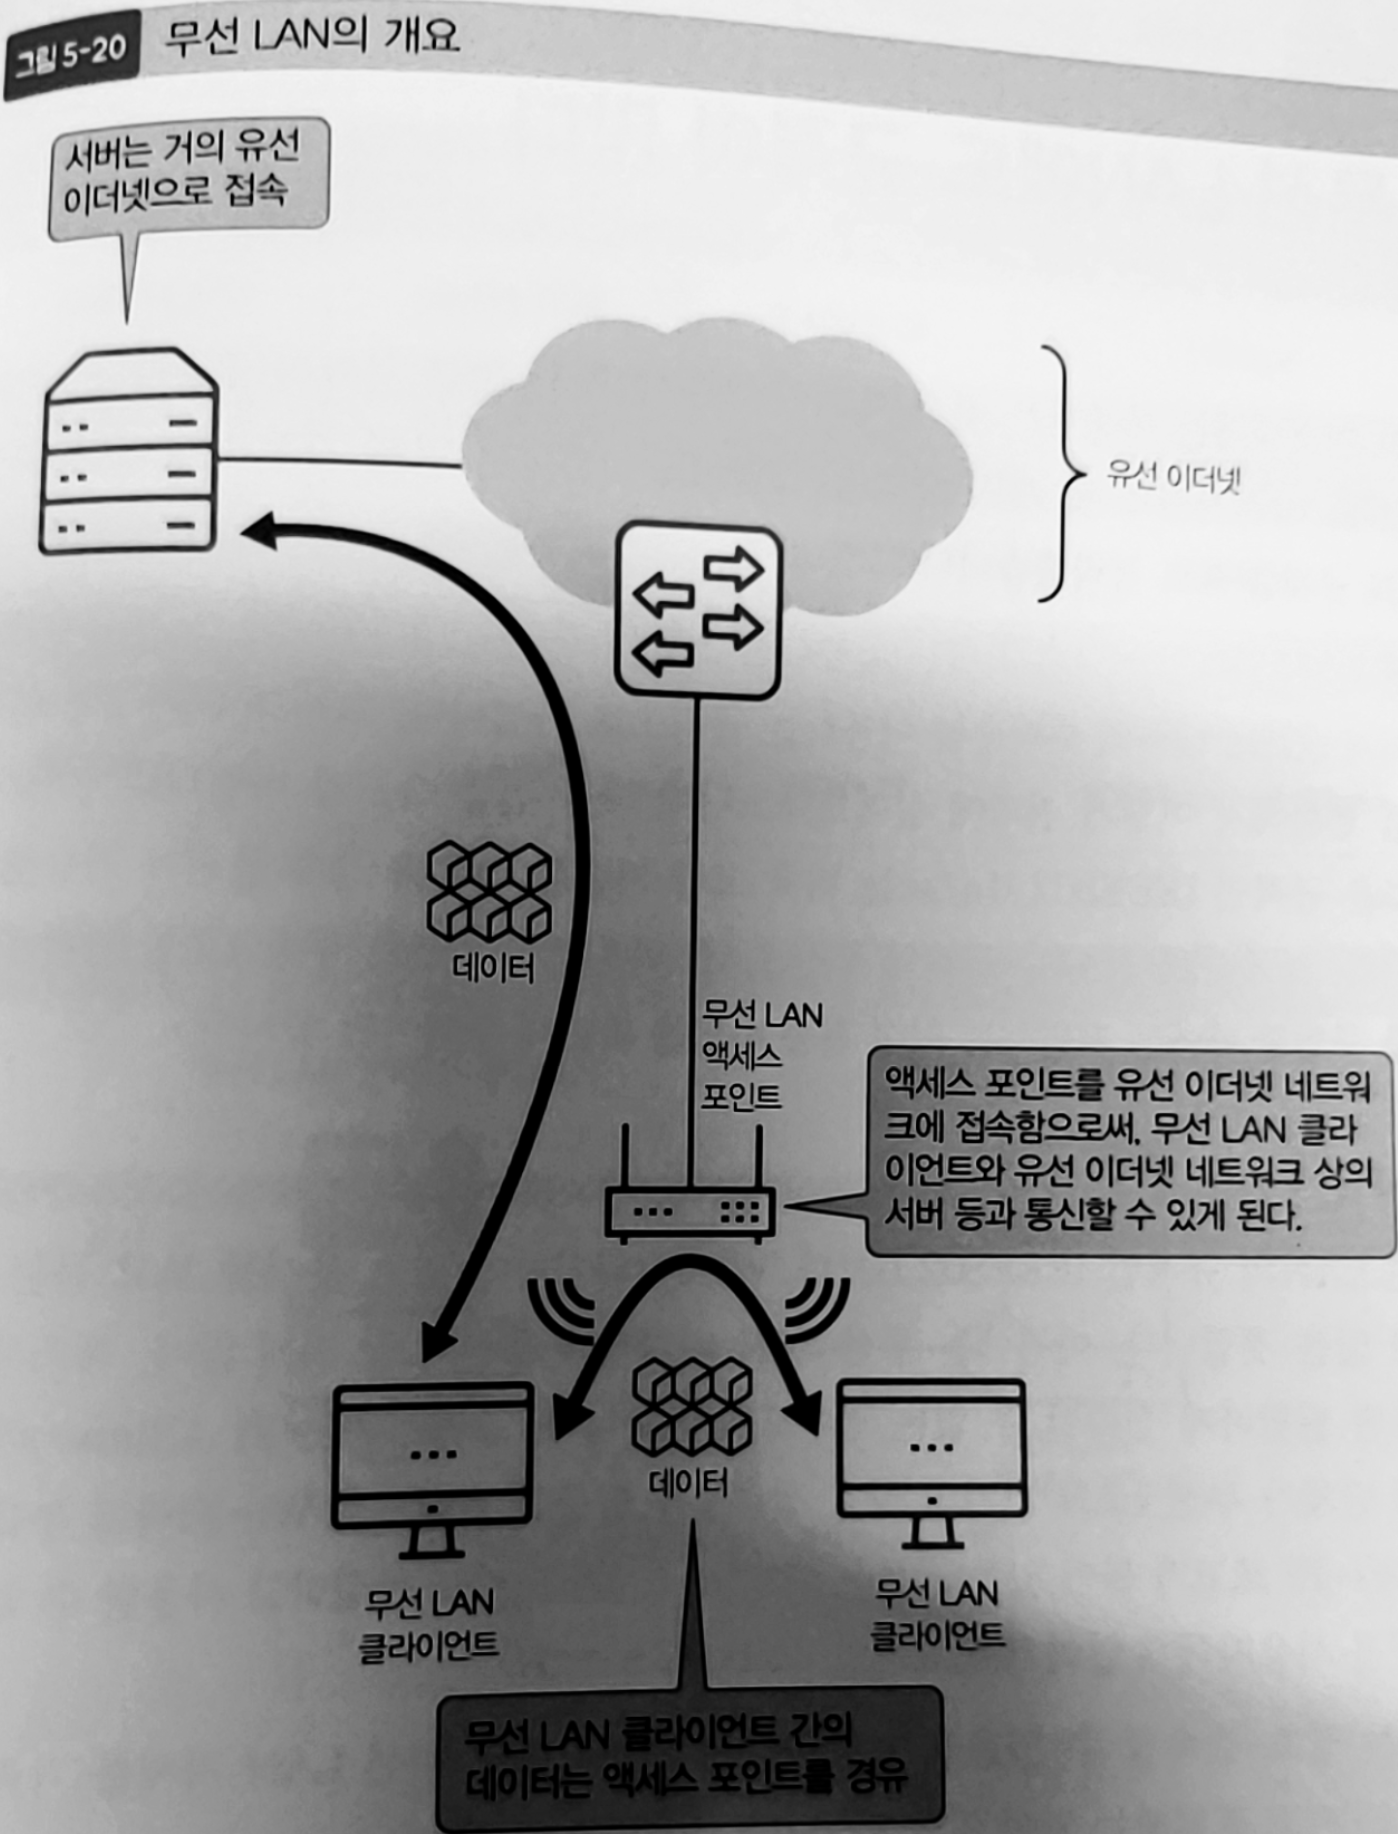 그림 5-20
무선 LAN의 개요
서버는 거의 유선
이더넷으로 접속
유선 이더넷
데이터
무선 LAN
액세스
포인트
액세스 포인트를 유선 이더넷 네트워
크에 접속함으로써, 무선 LAN 클라
이언트와 유선 이더넷 네트워크 상의
서버 등과 통신할 수 있게 된다.
데이터
무선 LAN
클라이언트
무선 LAN
클라이언트
무선 LAN 클라이언트 간의
데이터는 액세스 포인트를 경유